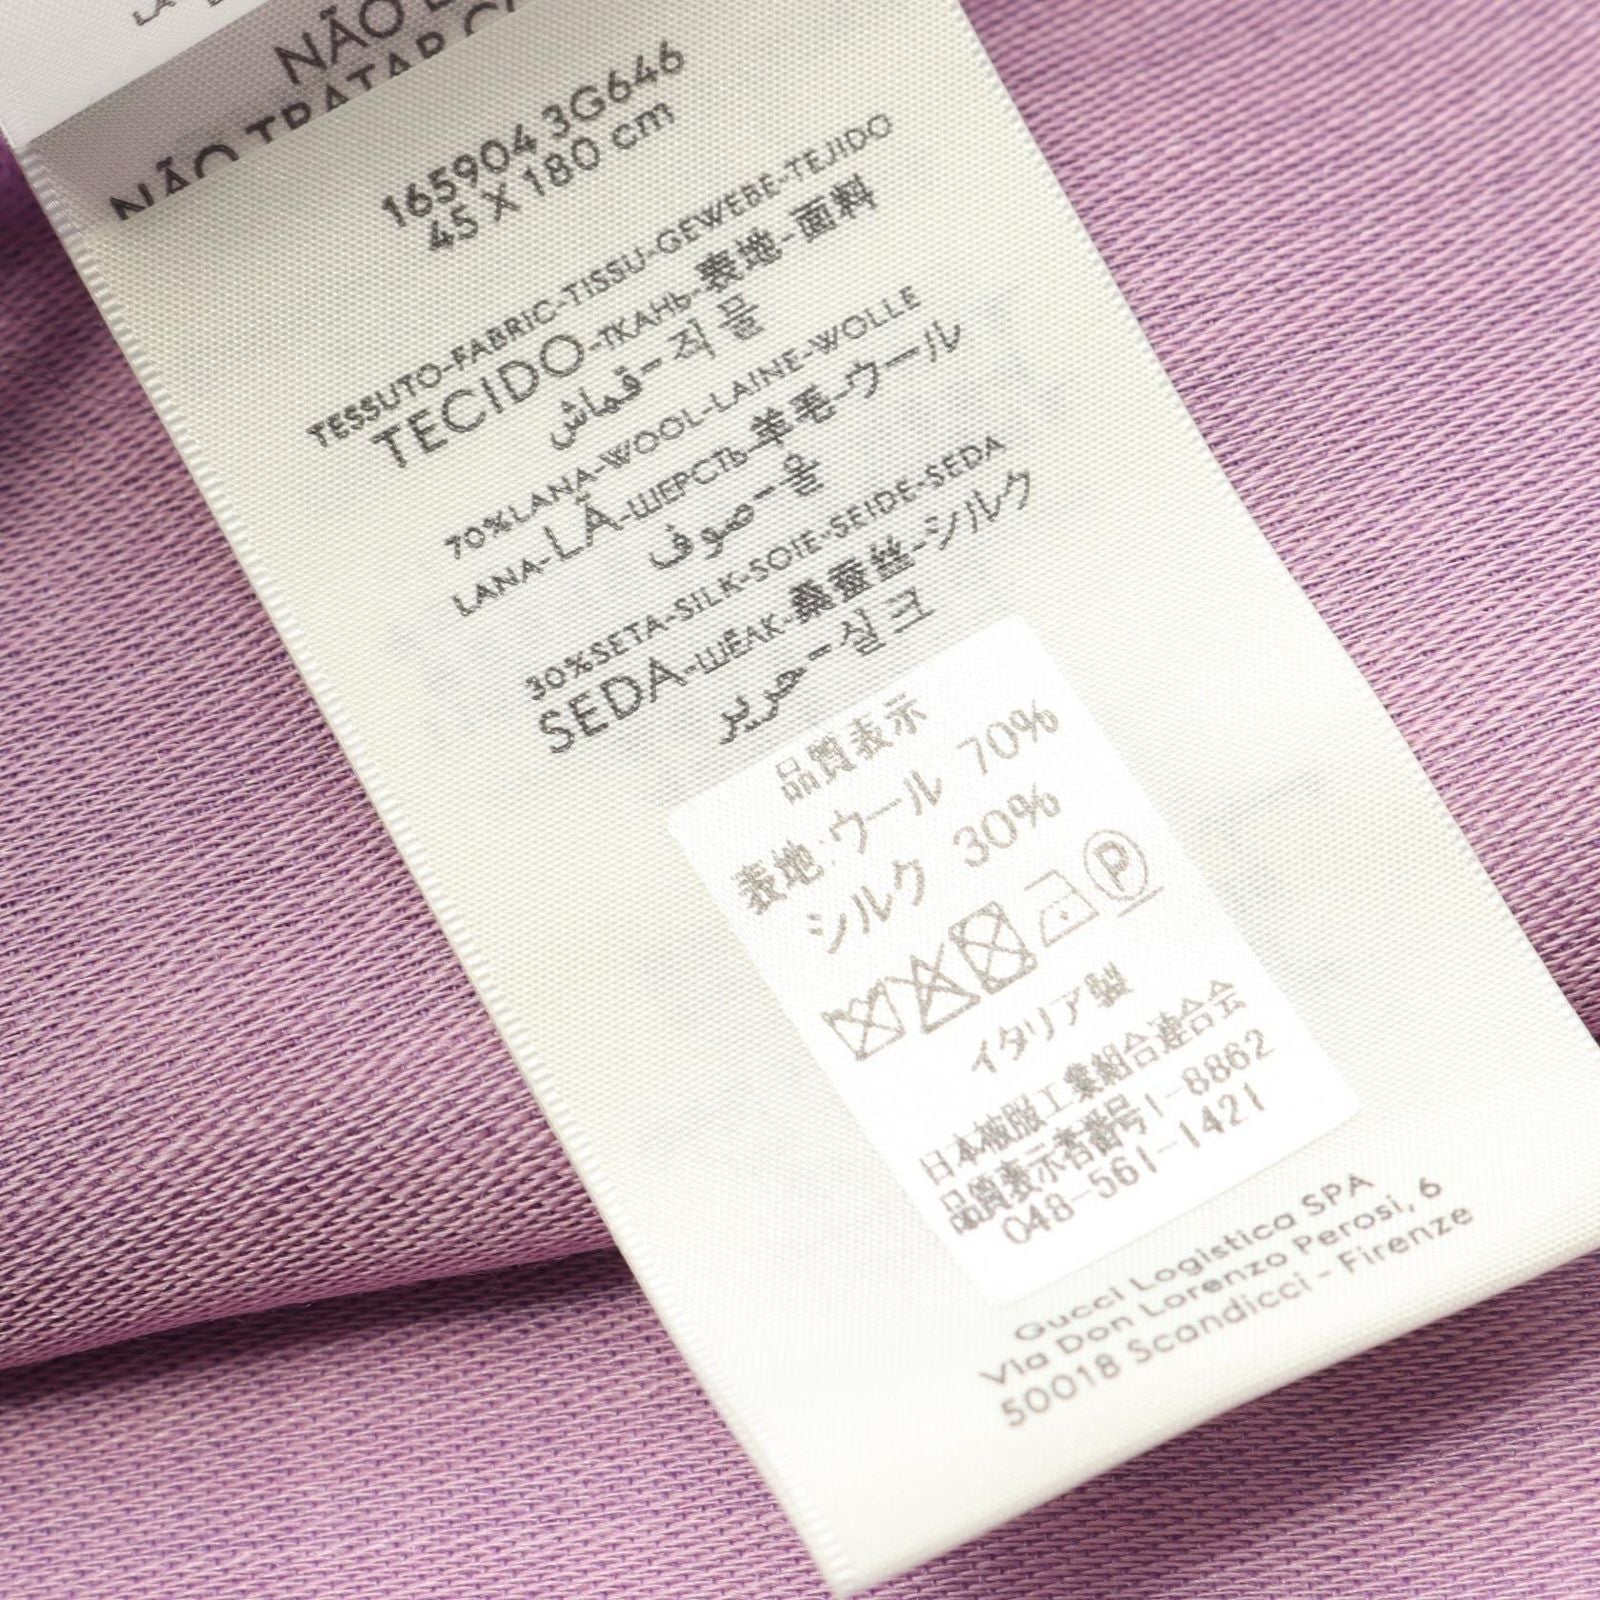 NÃO
NÃO TRATAR
165904 3G646
45 X 180 cm
TESSUTO-FABRIC-TISSU-GEWEBE-TEJIDO
TECIDO-ТКАНЬ-表地-面料
قماش-직물
70%LANA-WOOL-LAINE-WOLLE
LANA-LÃ-ШЕРСТЬ-羊毛-ウール
صوف-울
30%SETA-SILK-SOIE-SEIDE-SEDA
SEDA-ШЁЛК-桑蚕丝-シルク
حرير-실크
品質表示
表地:ウール 70%
シルク 30%
P
イタリア製
日本被服工業組合連合会
品質表示者番号1-8862
048-561-1421
Gucci Logistica SPA
Via Don Lorenzo Perosi, 6
50018 Scandicci - Firenze